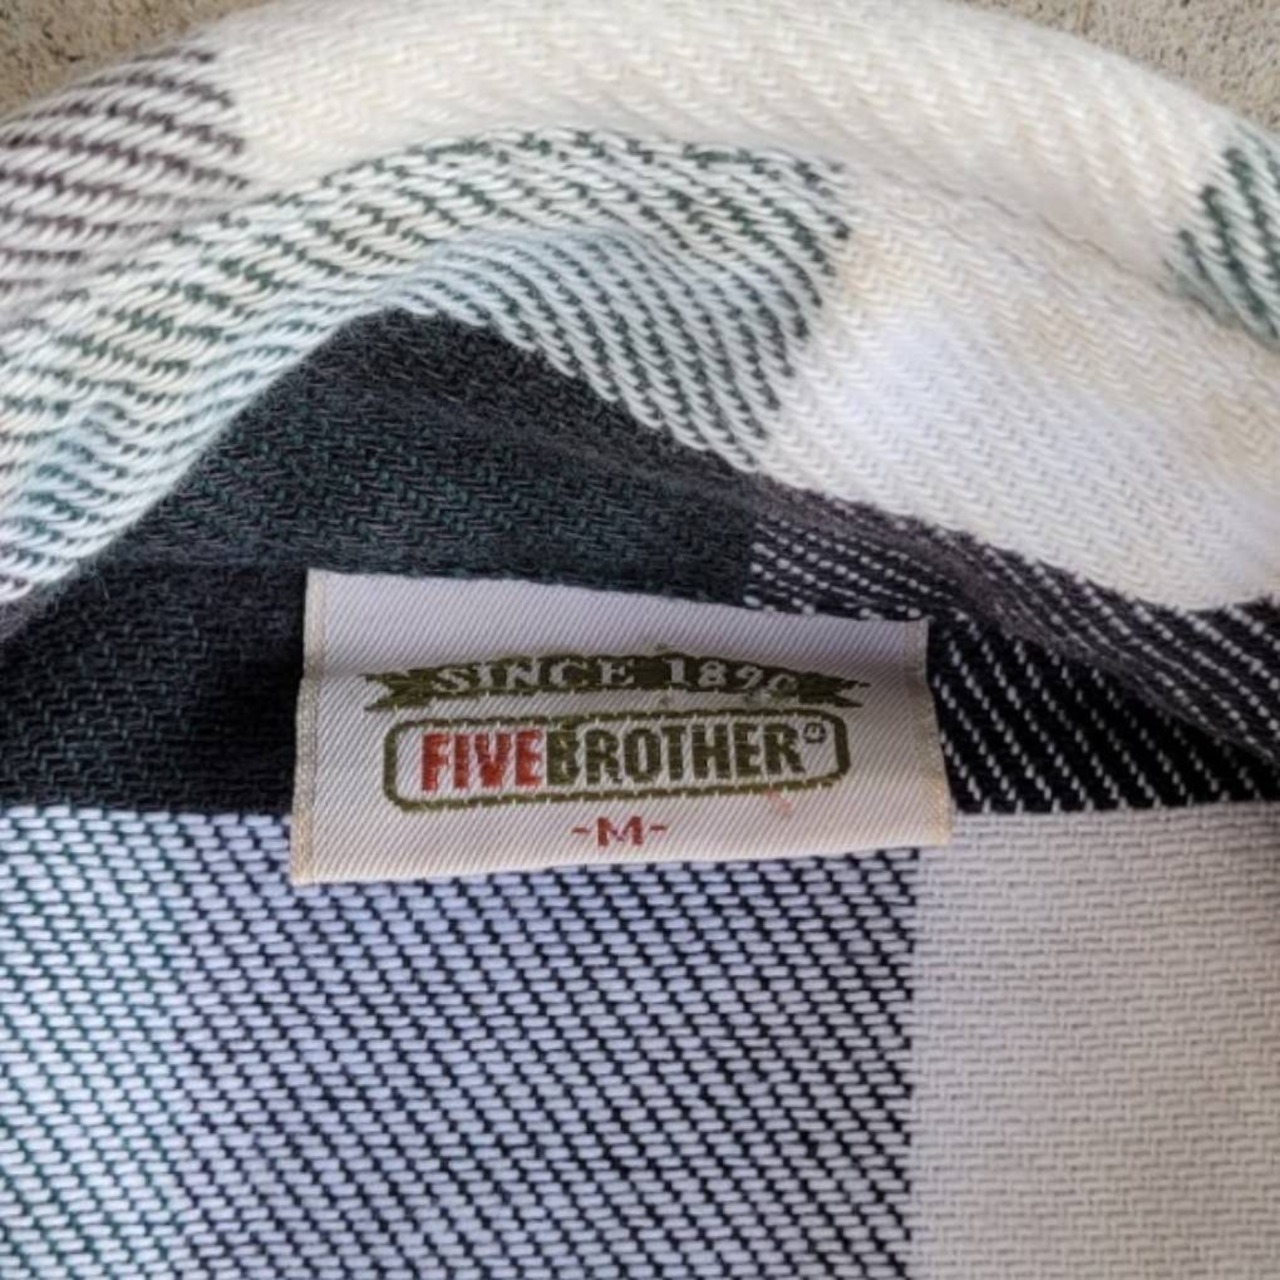 SINCE 1890
FIVEBROTHER®
-M-